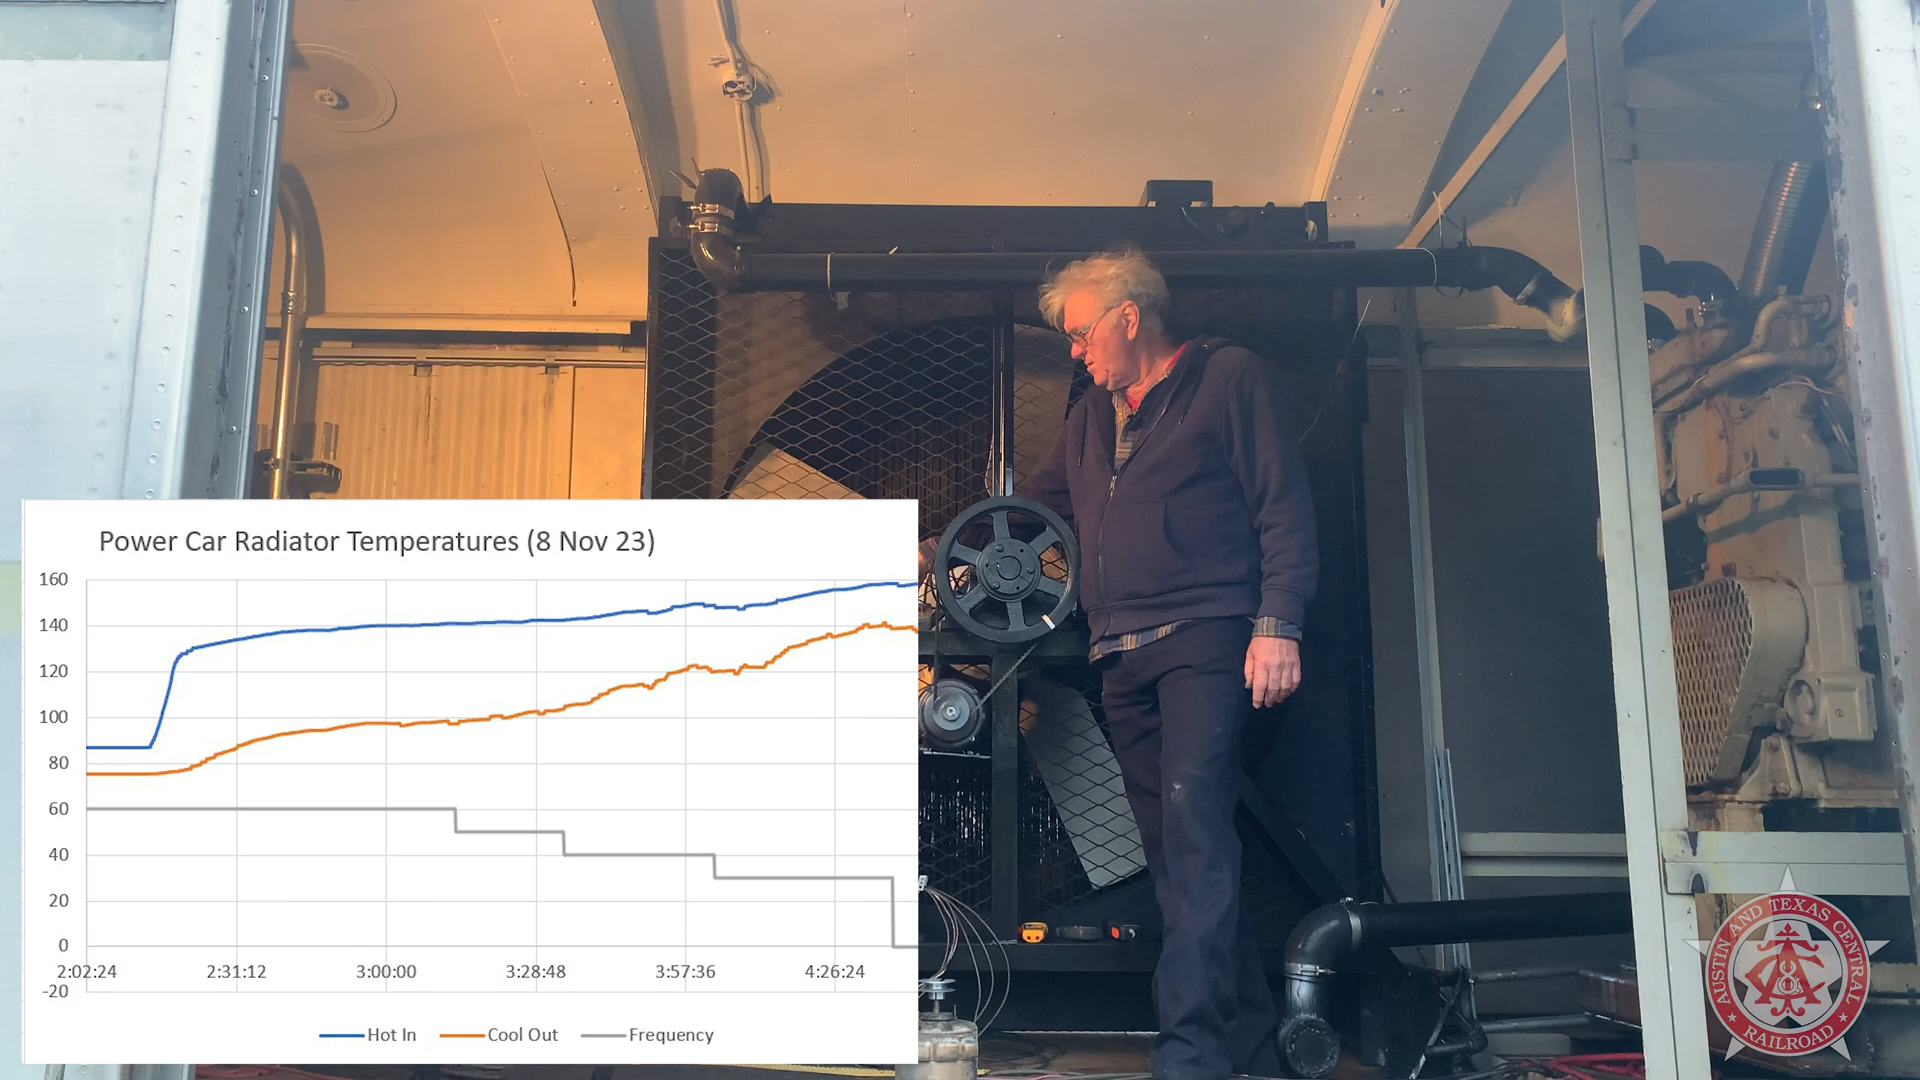 Power Car Radiator Temperatures (8 Nov 23)
160
140
120
100
80
60
40
20
0
-20
2:02:24 2:31:12 3:00:00 3:28:48 3:57:36 4:26:24
Hot In Cool Out Frequency
AUSTIN AND TEXAS CENTRAL
RAILROAD